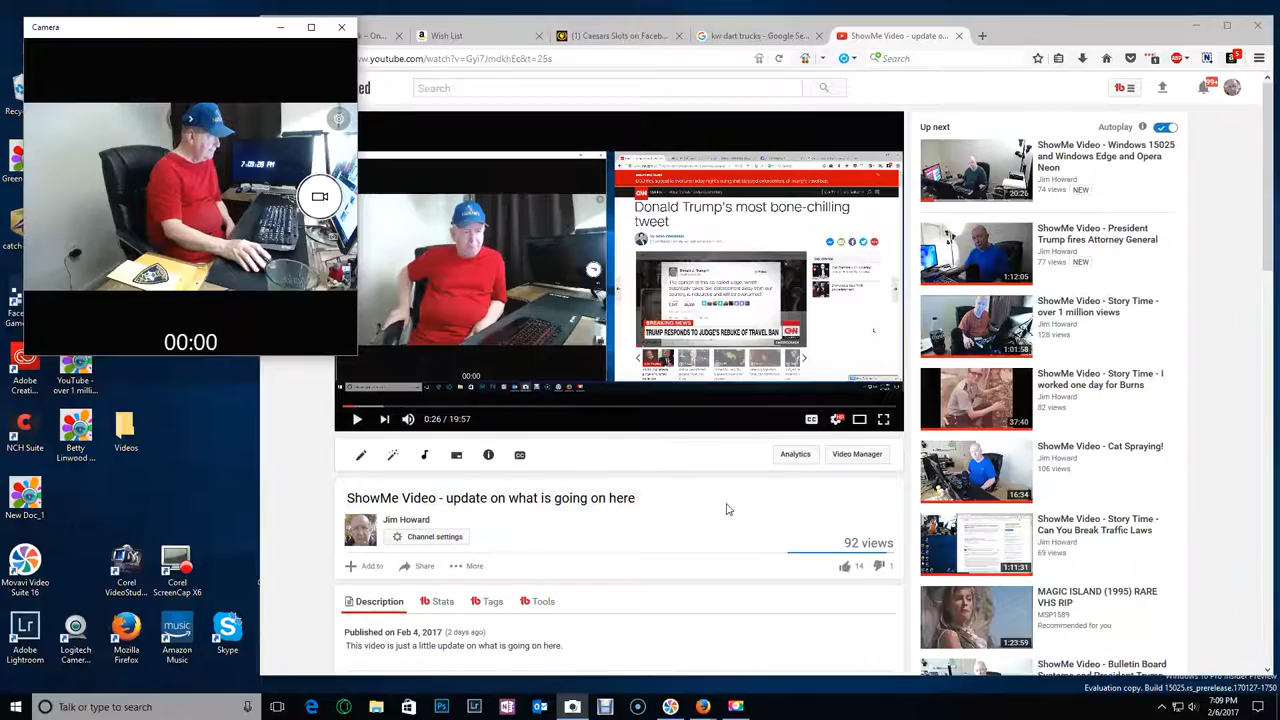 Camera
– On...
Wish List
(1) Caesars Slots on Facebo...
kw dart trucks - Google Se...
ShowMe Video - update o...
ww.youtube.com/watch?v=Gyi7JmdkhEc&t=25s
Search
Search
99+
7:09:28 PM
00:00
Donald Trump's most bone-chilling
tweet
BREAKING NEWS
TRUMP RESPONDS TO JUDGE'S REBUKE OF TRAVEL BAN
CNN
00:00
0:26 / 19:57
Up next
Autoplay
ShowMe Video - Windows 15025
and Windows Edge and Opera
Neon
Jim Howard
74 views NEW
20:26
ShowMe Video - President
Trump fires Attorney General
Jim Howard
77 views NEW
1:12:05
ShowMe Video - Story Time -
over 1 million views
Jim Howard
128 views
1:01:58
ShowMe Video - Story Time - I
worked one day for Burns
Jim Howard
82 views
37:40
ShowMe Video - Cat Spraying!
Jim Howard
106 views
16:34
ShowMe Video - Story Time -
Can You Break Traffic Laws
Jim Howard
69 views
1:11:31
MAGIC ISLAND (1995) RARE
VHS RIP
MSP1589
Recommended for you
1:23:59
ShowMe Video - Bulletin Board
Analytics
Video Manager
ShowMe Video - update on what is going on here
Jim Howard
Channel settings
92 views
Add to
Share
More
14
1
Description
Stats
Tags
Tools
Published on Feb 4, 2017 (2 days ago)
This video is just a little update on what is going on here.
Adobe
Creati...
YouTube -
over 1 milli...
NCH Suite
Betty
Linwood ...
Videos
New Doc_1
Movavi Video
Suite 16
Corel
VideoStud...
Corel
ScreenCap X6
Adobe
Lightroom
Logitech
Camer...
Mozilla
Firefox
Amazon
Music
Skype
Evaluation copy. Build 15025.rs_prerelease.170127-1750
Type here to search
7:09 PM
2/6/2017